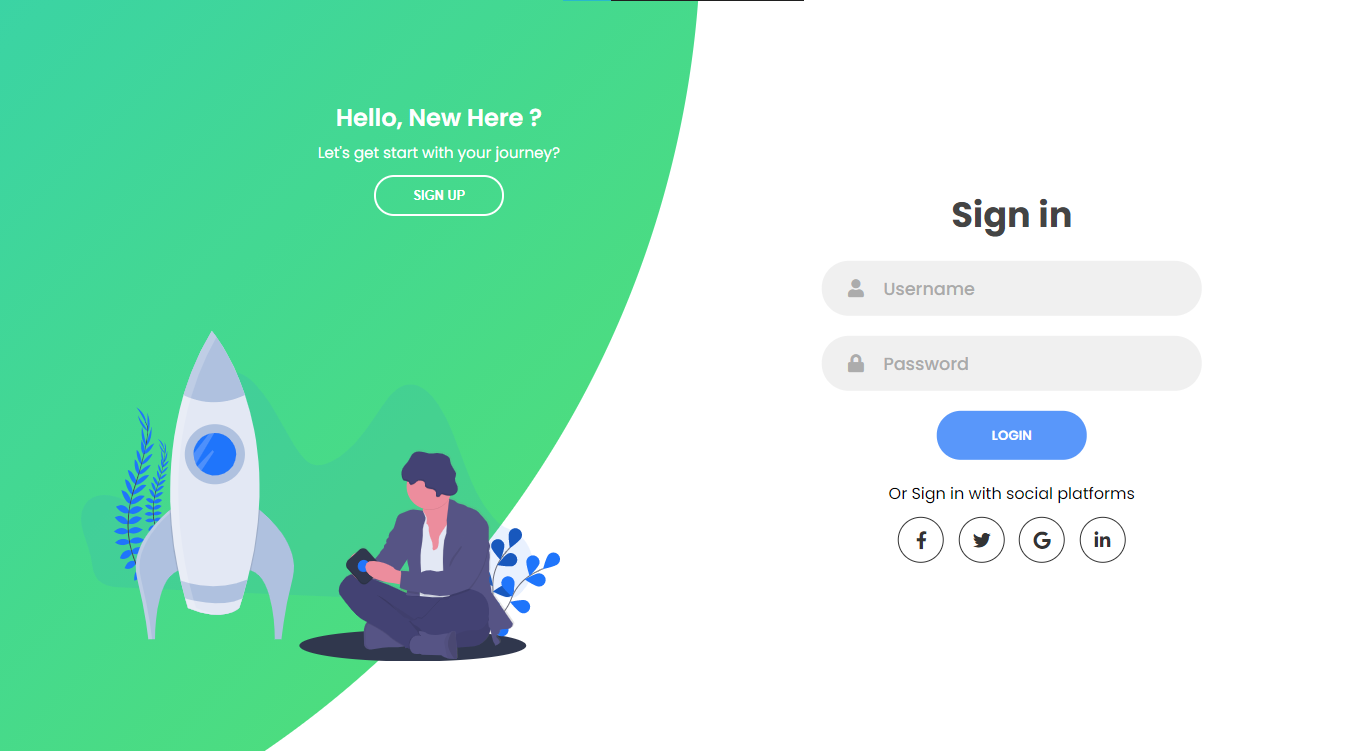 Hello, New Here ?
Let's get start with your journey?
SIGN UP
Sign in
Username
Password
LOGIN
Or Sign in with social platforms